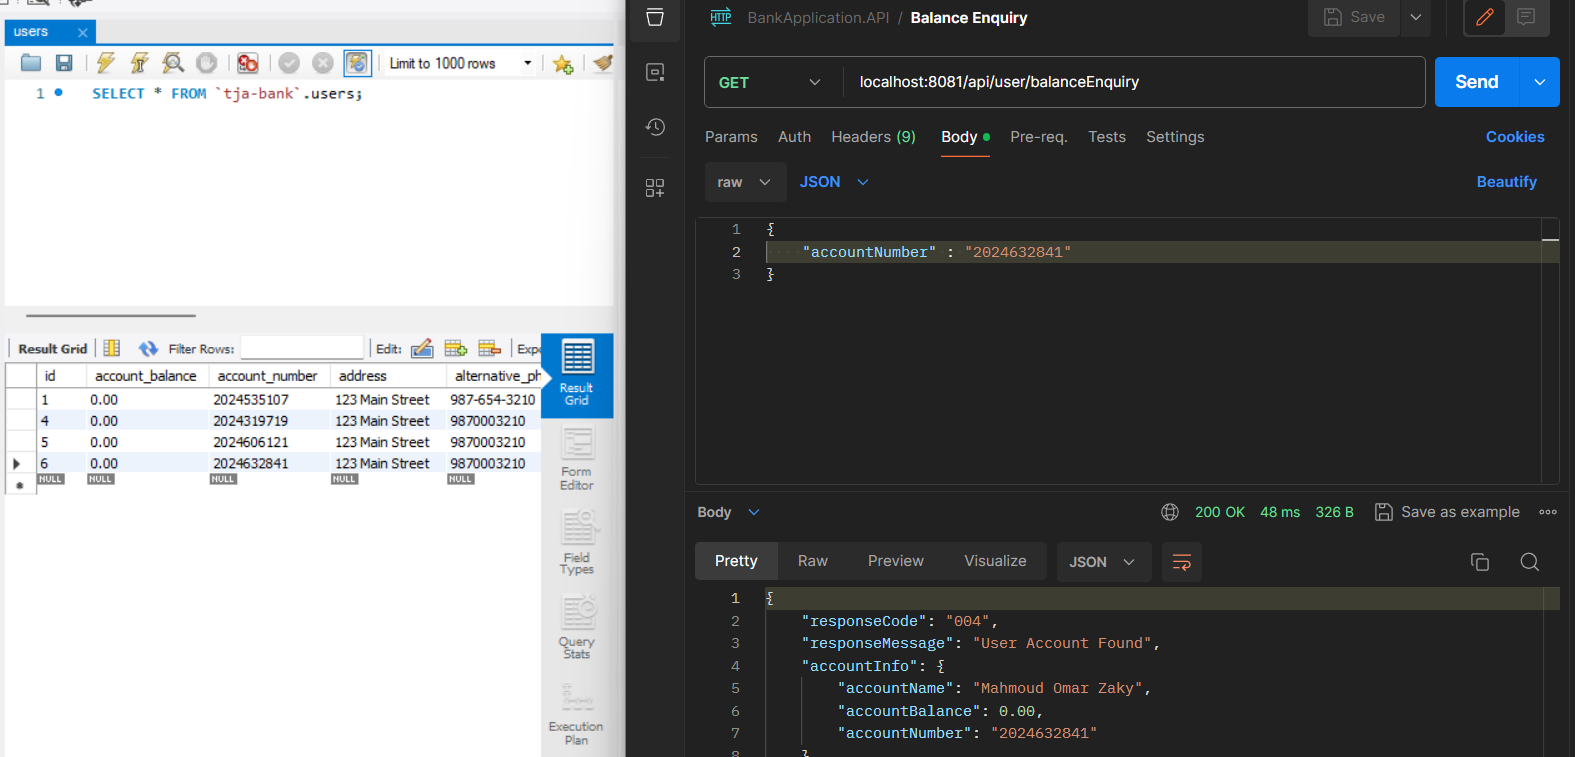 users
Limit to 1000 rows
1 SELECT * FROM `tja-bank`.users;
Result Grid Filter Rows: Edit:
id account_balance account_number address
1 0.00 2024535107 123 Main Street 987-654-3210
4 0.00 2024319719 123 Main Street 9870003210
5 0.00 2024606121 123 Main Street 9870003210
6 0.00 2024632841 123 Main Street 9870003210
NULL NULL NULL NULL NULL
Result
Grid
Form
Editor
Field
Types
Query
Stats
Execution
Plan
HTTP BankApplication.API / Balance Enquiry
Save
GET localhost:8081/api/user/balanceEnquiry
Send
Params Auth Headers (9) Body Pre-req. Tests Settings Cookies
raw JSON Beautify
1 {
2 "accountNumber" : "2024632841"
3 }
Body 200 OK 48 ms 326 B Save as example
Pretty Raw Preview Visualize JSON
1 {
2 "responseCode": "004",
3 "responseMessage": "User Account Found",
4 "accountInfo": {
5 "accountName": "Mahmoud Omar Zaky",
6 "accountBalance": 0.00,
7 "accountNumber": "2024632841"
8 }